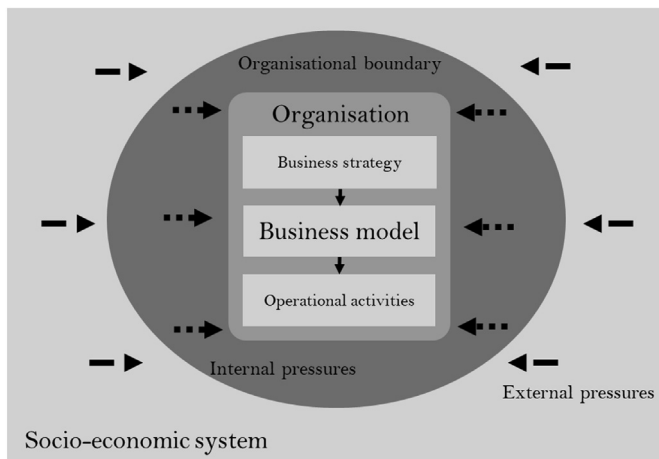 Organisational boundary
Organisation
Business strategy
Business model
Operational activities
Internal pressures
External pressures
Socio-economic system